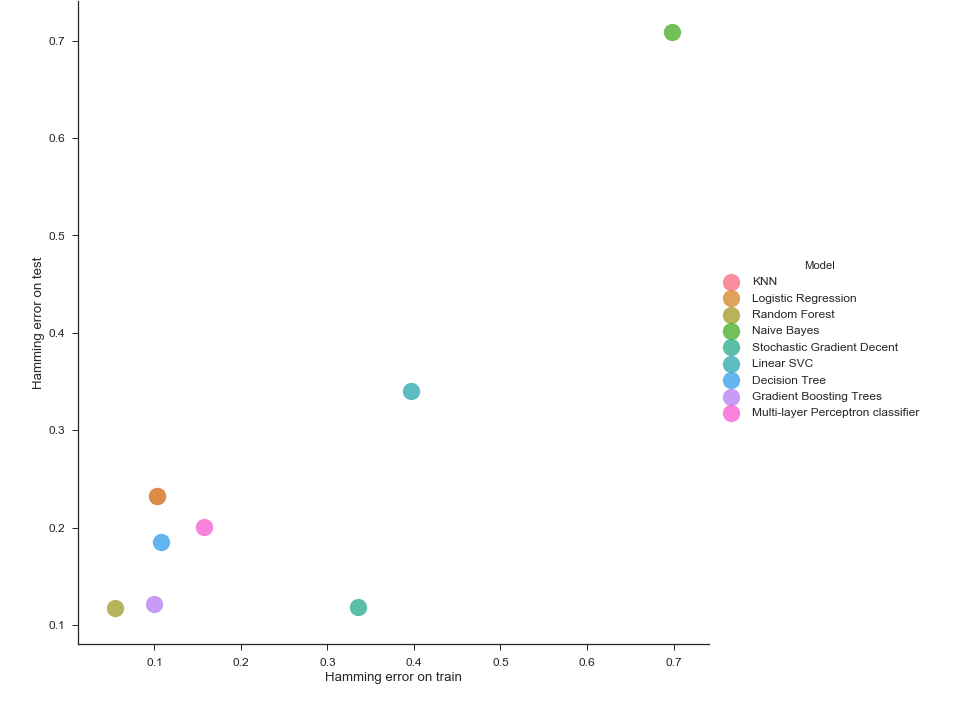 0.7
0.6
0.5
0.4
0.3
0.2
0.1
Hamming error on test
0.1 0.2 0.3 0.4 0.5 0.6 0.7
Hamming error on train
Model
KNN
Logistic Regression
Random Forest
Naive Bayes
Stochastic Gradient Decent
Linear SVC
Decision Tree
Gradient Boosting Trees
Multi-layer Perceptron classifier